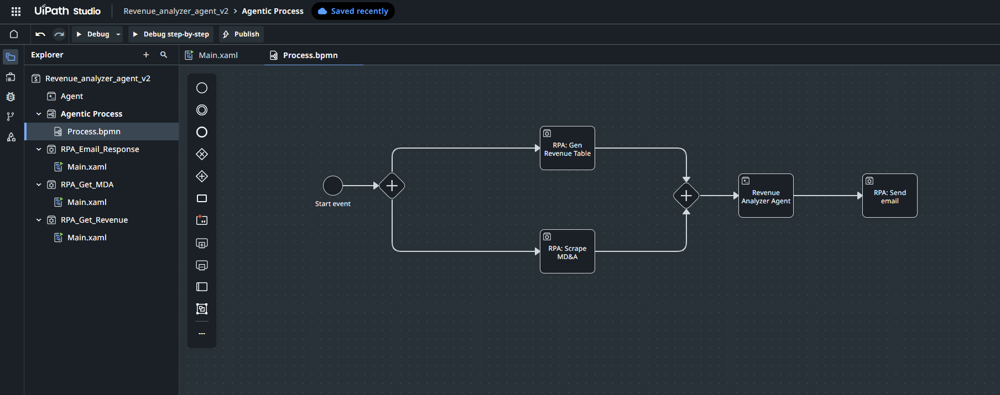 UiPath Studio
Revenue_analyzer_agent_v2 > Agentic Process
Saved recently
Debug
Debug step-by-step
Publish
Explorer
Main.xaml
Process.bpmn
Revenue_analyzer_agent_v2
Agent
Agentic Process
Process.bpmn
RPA_Email_Response
Main.xaml
RPA_Get_MDA
Main.xaml
RPA_Get_Revenue
Main.xaml
Start event
RPA: Gen
Revenue Table
RPA: Scrape
MD&A
Revenue
Analyzer Agent
RPA: Send
email